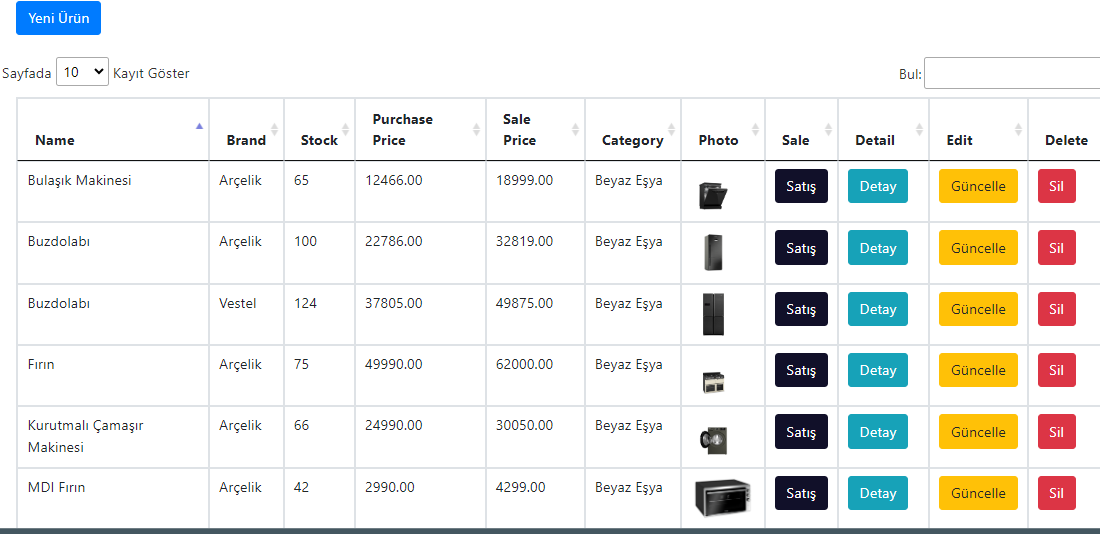 Yeni Ürün
Sayfada 10 Kayıt Göster Bul:
Name Brand Stock Purchase Price Sale Price Category Photo Sale Detail Edit Delete
Bulaşık Makinesi Arçelik 65 12466.00 18999.00 Beyaz Eşya Satış Detay Güncelle Sil
Buzdolabı Arçelik 100 22786.00 32819.00 Beyaz Eşya Satış Detay Güncelle Sil
Buzdolabı Vestel 124 37805.00 49875.00 Beyaz Eşya Satış Detay Güncelle Sil
Fırın Arçelik 75 49990.00 62000.00 Beyaz Eşya Satış Detay Güncelle Sil
Kurutmalı Çamaşır Makinesi Arçelik 66 24990.00 30050.00 Beyaz Eşya Satış Detay Güncelle Sil
MDI Fırın Arçelik 42 2990.00 4299.00 Beyaz Eşya Satış Detay Güncelle Sil